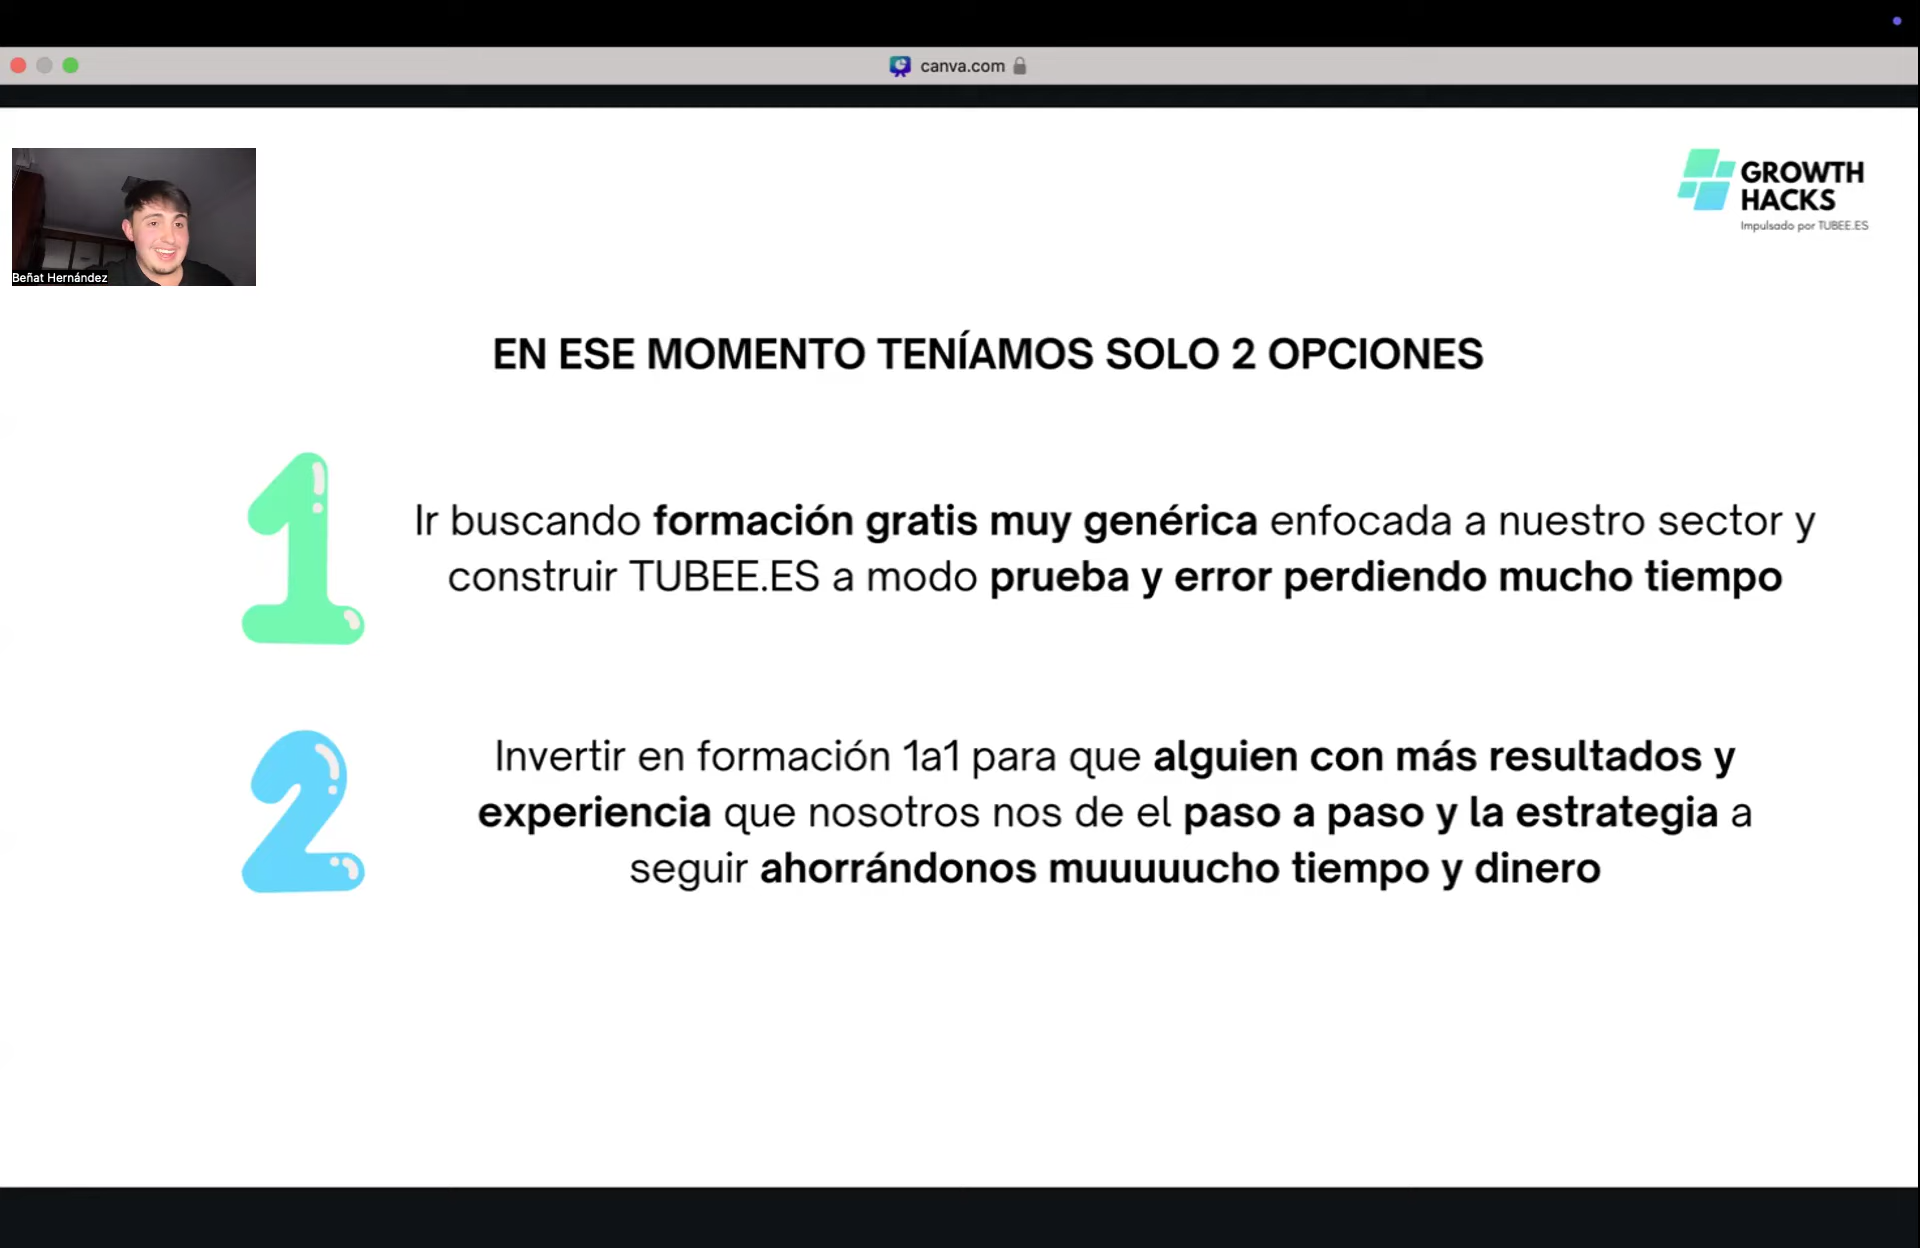 canva.com
GROWTH
HACKS
Impulsado por TUBEE.ES
Beñat Hernández
EN ESE MOMENTO TENÍAMOS SOLO 2 OPCIONES
1
Ir buscando formación gratis muy genérica enfocada a nuestro sector y
construir TUBEE.ES a modo prueba y error perdiendo mucho tiempo
2
Invertir en formación 1a1 para que alguien con más resultados y
experiencia que nosotros nos de el paso a paso y la estrategia a
seguir ahorrándonos muuuuucho tiempo y dinero